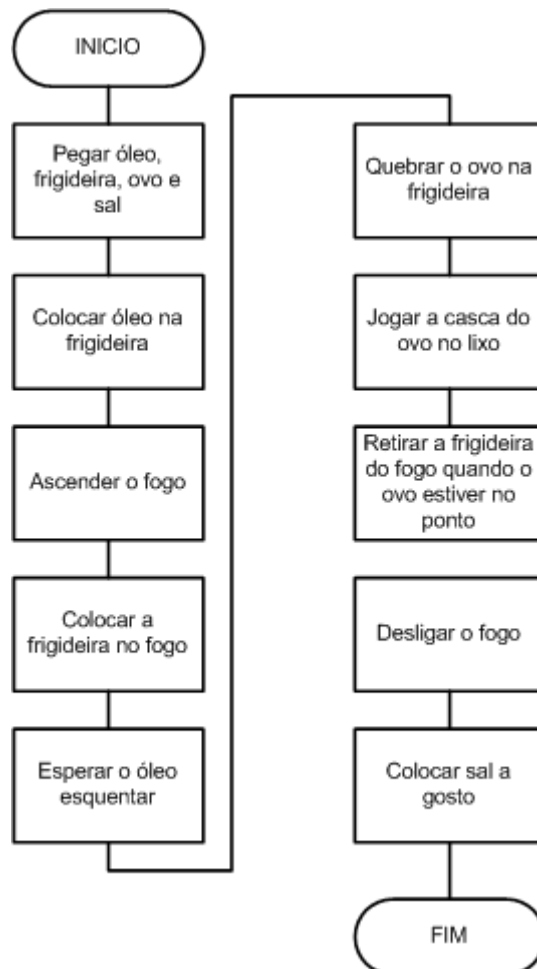 INICIO
Pegar óleo,
frigideira, ovo e
sal
Colocar óleo na
frigideira
Ascender o fogo
Colocar a
frigideira no fogo
Esperar o óleo
esquentar
Quebrar o ovo na
frigideira
Jogar a casca do
ovo no lixo
Retirar a frigideira
do fogo quando o
ovo estiver no
ponto
Desligar o fogo
Colocar sal a
gosto
FIM